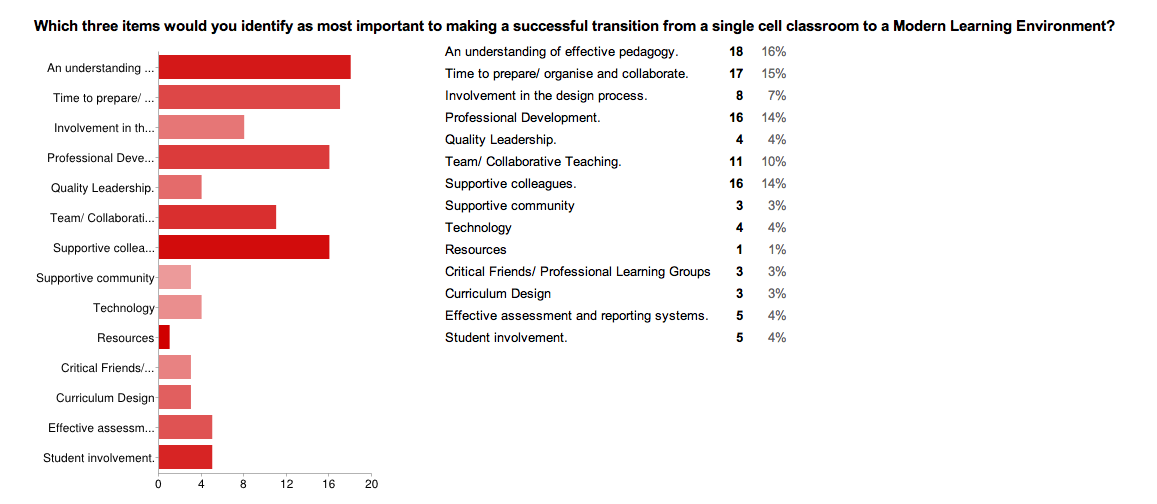 Which three items would you identify as most important to making a successful transition from a single cell classroom to a Modern Learning Environment?
An understanding ...
Time to prepare/ ...
Involvement in th...
Professional Deve...
Quality Leadership.
Team/ Collaborati...
Supportive collea...
Supportive community
Technology
Resources
Critical Friends/...
Curriculum Design
Effective assessm...
Student involvement.
0 4 8 12 16 20
An understanding of effective pedagogy. 18 16%
Time to prepare/ organise and collaborate. 17 15%
Involvement in the design process. 8 7%
Professional Development. 16 14%
Quality Leadership. 4 4%
Team/ Collaborative Teaching. 11 10%
Supportive colleagues. 16 14%
Supportive community 3 3%
Technology 4 4%
Resources 1 1%
Critical Friends/ Professional Learning Groups 3 3%
Curriculum Design 3 3%
Effective assessment and reporting systems. 5 4%
Student involvement. 5 4%